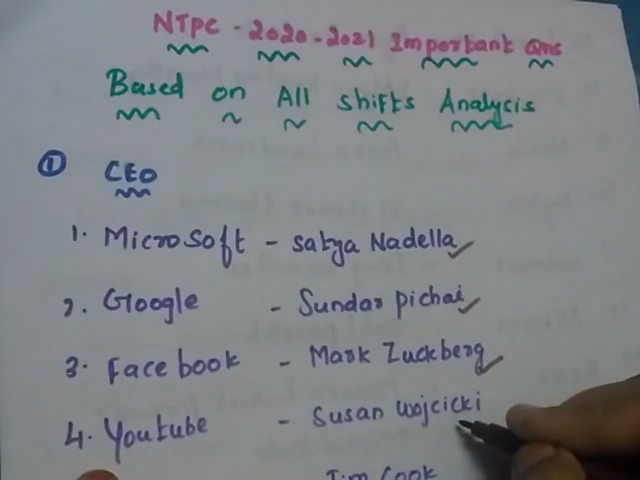 NTPC - 2020-2021 Important Qns
Based on All shifts Analysis
① CEO
1. Microsoft - Satya Nadella
2. Google - Sundar pichai
3. Facebook - Mark Zuckberg
4. Youtube - Susan Wojcicki
Tim Cook